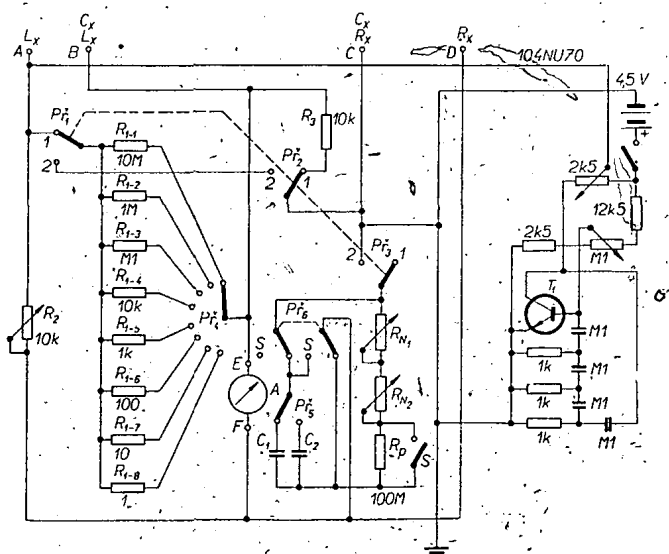 Cx
Cx
Lx
Lx
Rx
Rx
A
B
C
D
104NU70
4,5 V
+
Př1
1
2
R1-1
10M
R1-2
1M
R1-3
M1
R1-4
10k
R1-5
1k
R1-6
100
R1-7
10
R1-8
1
R2
10k
Př4
R3
10k
Př2
1
2
Př3
1
2
Př6
S
S
E
A
F
Př5
C1
C2
RN1
RN2
Rp
100M
S
2k5
12k5
2k5
M1
T1
M1
M1
M1
M1
1k
1k
1k